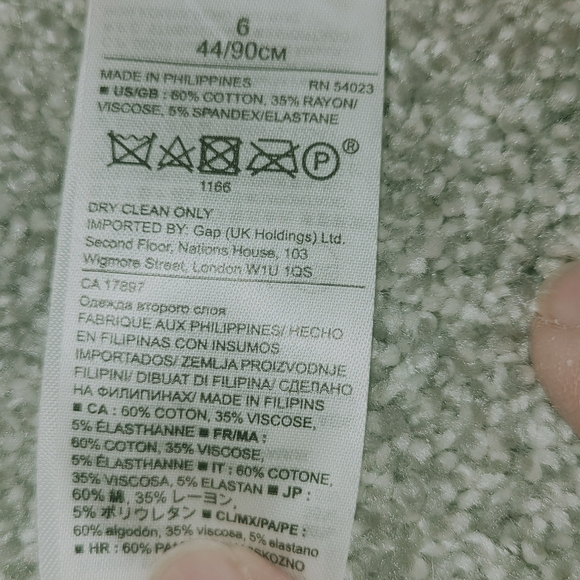 6
44/90CM
MADE IN PHILIPPINES RN 54023
■ US/GB : 60% COTTON, 35% RAYON/
VISCOSE, 5% SPANDEX/ELASTANE
P ®
1166
DRY CLEAN ONLY
IMPORTED BY: Gap (UK Holdings) Ltd.
Second Floor, Nations House, 103
Wigmore Street, London W1U 1QS
CA 17897
Одежда второго слоя
FABRIQUE AUX PHILIPPINES/ HECHO
EN FILIPINAS CON INSUMOS
IMPORTADOS/ ZEMLJA PROIZVODNJE
FILIPINI/ DIBUAT DI FILIPINA/ СДЕЛАНО
НА ФИЛИПИНАХ/ MADE IN FILIPINS
■ CA : 60% COTON, 35% VISCOSE,
5% ÉLASTHANNE ■ FR/MA :
60% COTON, 35% VISCOSE,
5% ÉLASTHANNE ■ IT : 60% COTONE,
35% VISCOSA, 5% ELASTAN ■ JP :
60% 綿, 35% レーヨン,
5% ポリウレタン ■ CL/MX/PA/PE :
60% algodón, 35% viscosa, 5% elastano
■ HR : 60%